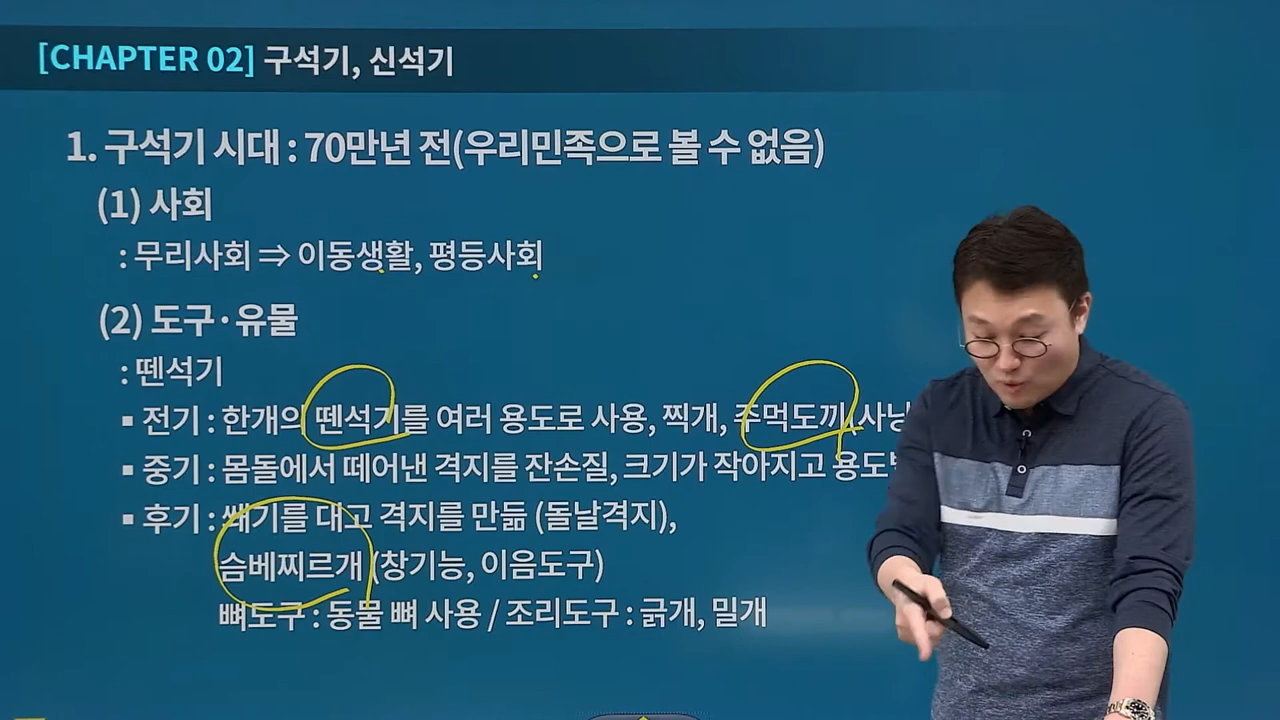 [CHAPTER 02] 구석기, 신석기
1. 구석기 시대 : 70만년 전(우리민족으로 볼 수 없음)
(1) 사회
: 무리사회 ⇒ 이동생활, 평등사회
(2) 도구·유물
: 뗀석기
▪ 전기 : 한개의 뗀석기를 여러 용도로 사용, 찍개, 주먹도끼(사냥
▪ 중기 : 몸돌에서 떼어낸 격지를 잔손질, 크기가 작아지고 용도별
▪ 후기 : 쐐기를 대고 격지를 만듦 (돌날격지),
슴베찌르개 (창기능, 이음도구)
뼈도구 : 동물 뼈 사용 / 조리도구 : 긁개, 밀개